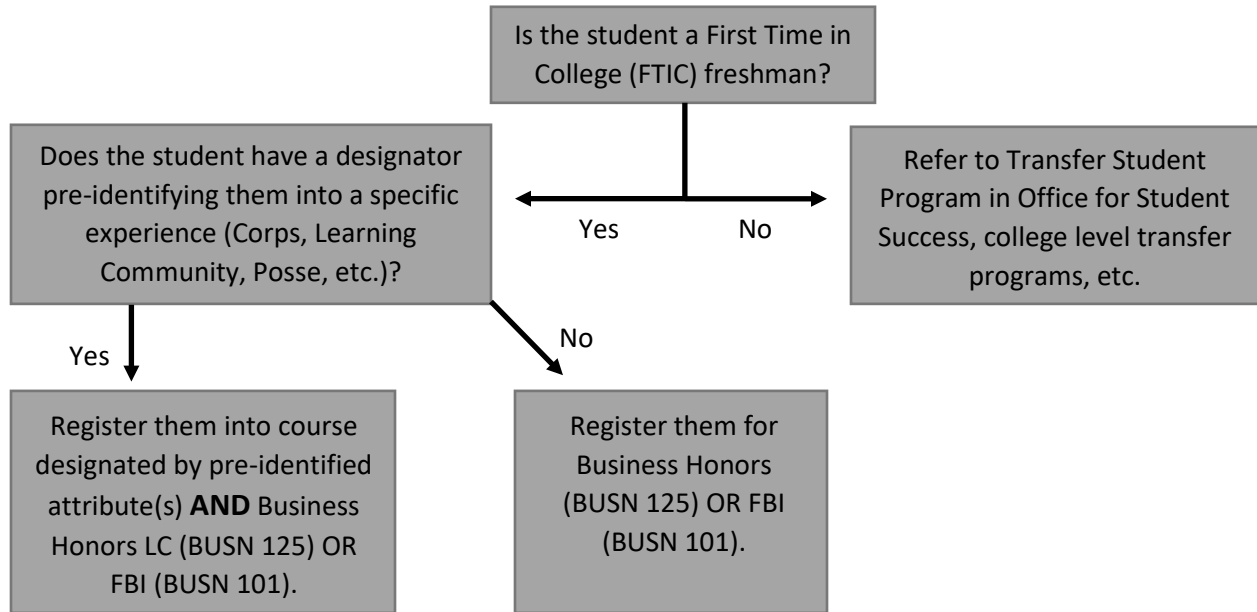 Is the student a First Time in
College (FTIC) freshman?
Does the student have a designator
pre-identifying them into a specific
experience (Corps, Learning
Community, Posse, etc.)?
Yes
No
Refer to Transfer Student
Program in Office for Student
Success, college level transfer
programs, etc.
Yes
No
Register them into course
designated by pre-identified
attribute(s) AND Business
Honors LC (BUSN 125) OR
FBI (BUSN 101).
Register them for
Business Honors
(BUSN 125) OR FBI
(BUSN 101).